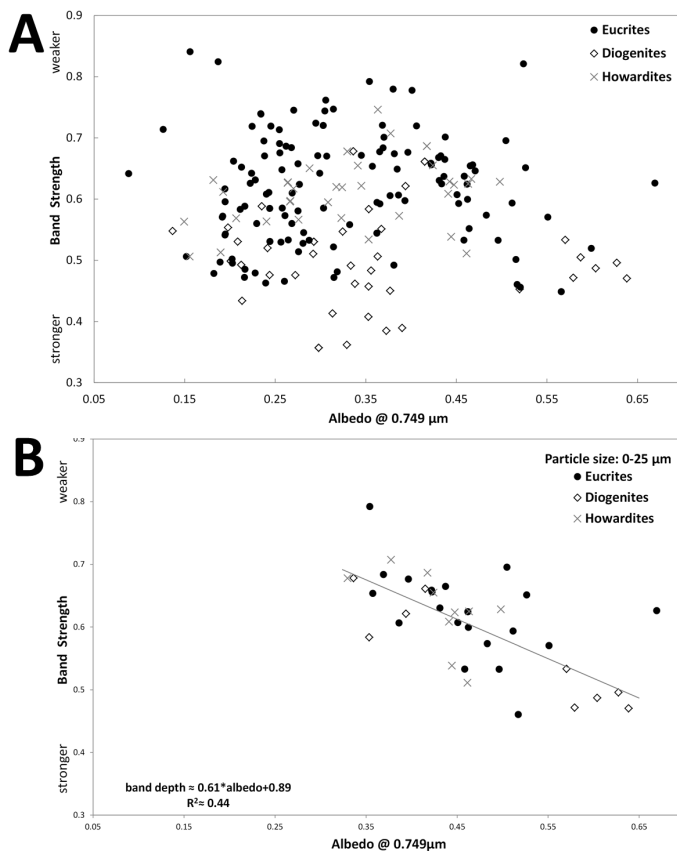 A
0.9
weaker
0.8
0.7
Band Strength
0.6
0.5
stronger
0.4
0.3
0.05
0.15
0.25
0.35
0.45
0.55
0.65
Albedo @ 0.749 µm
Eucrites
Diogenites
Howardites
B
0.9
weaker
0.8
0.7
Band Strength
0.6
0.5
stronger
0.4
0.3
Particle size: 0-25 µm
Eucrites
Diogenites
Howardites
band depth ≈ 0.61*albedo+0.89
R²≈ 0.44
0.05
0.15
0.25
0.35
0.45
0.55
0.65
Albedo @ 0.749µm